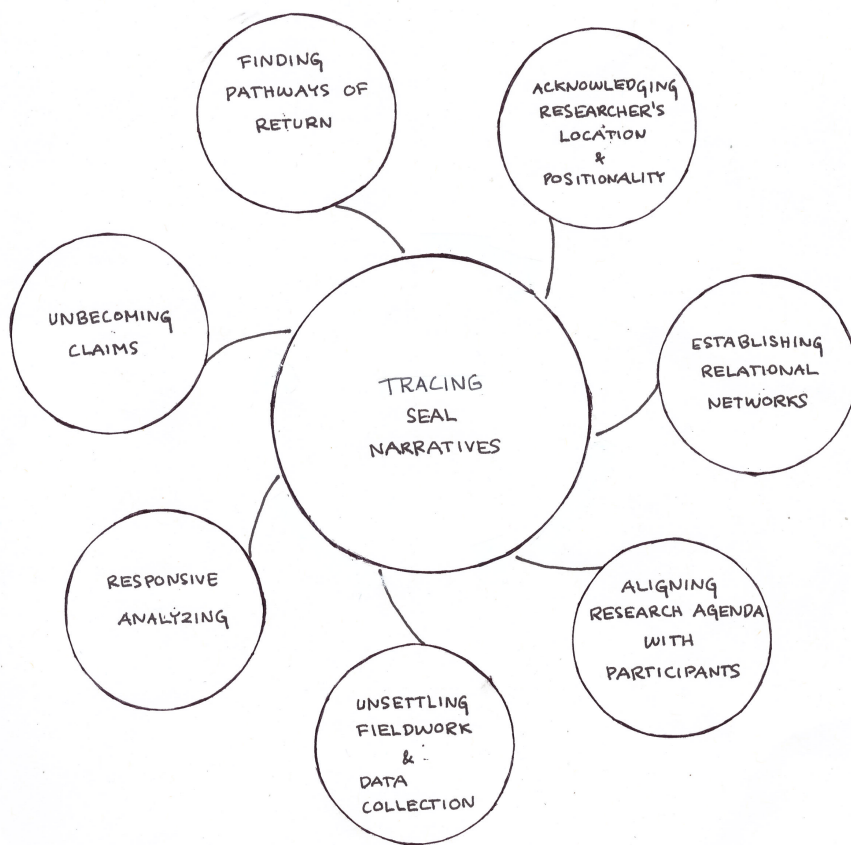 FINDING
PATHWAYS OF
RETURN
ACKNOWLEDGING
RESEARCHER'S
LOCATION
&
POSITIONALITY
UNBECOMING
CLAIMS
TRACING
SEAL
NARRATIVES
ESTABLISHING
RELATIONAL
NETWORKS
RESPONSIVE
ANALYZING
ALIGNING
RESEARCH AGENDA
WITH
PARTICIPANTS
UNSETTLING
FIELDWORK
&
DATA
COLLECTION